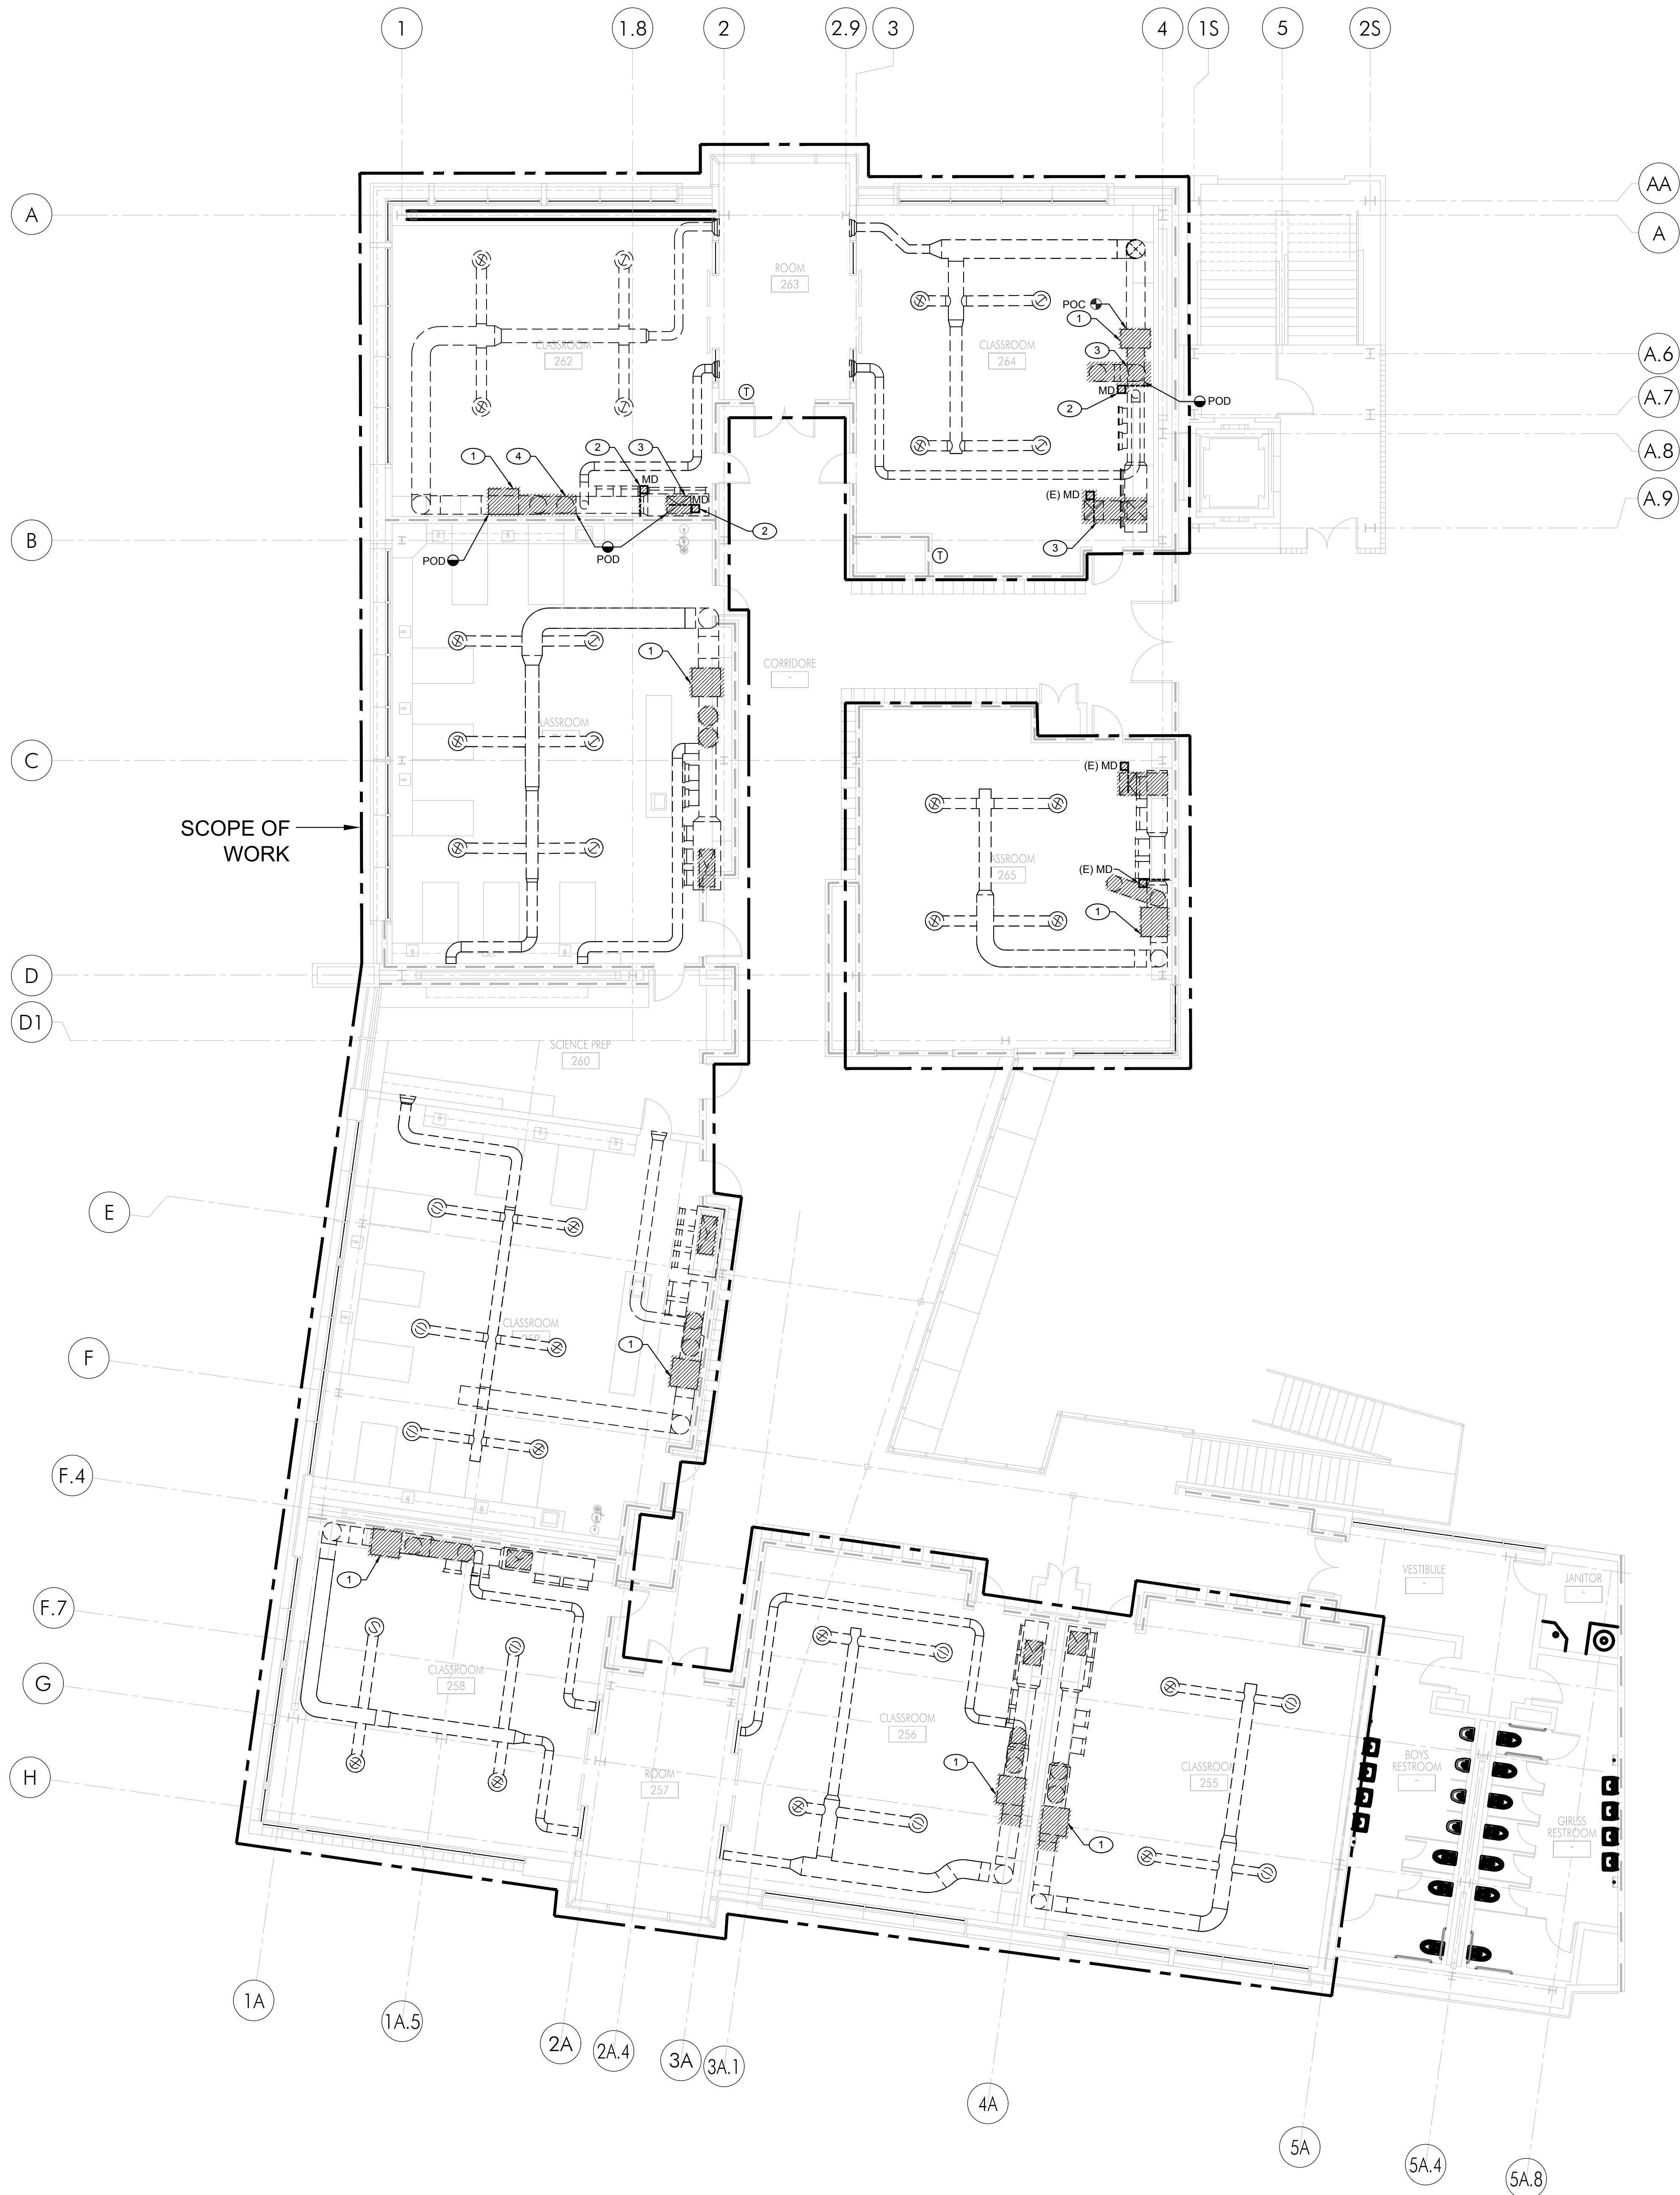 1
1.8
2
2.9
3
4
1S
5
2S
A
AA
A
ROOM
263
CLASSROOM
262
CLASSROOM
264
POC
1
3
MD
2
POD
A.6
A.7
A.8
A.9
T
1
4
2
3
MD
MD
2
(E) MD
3
T
B
POD
POD
1
CORRIDORE
-
C
(E) MD
SCOPE OF
WORK
(E) MD
265
1
D
D1
SCIENCE PREP
260
E
CLASSROOM
1
F
F.4
1
F.7
VESTIBULE
-
JANITOR
-
G
CLASSROOM
258
CLASSROOM
256
1
H
ROOM
257
CLASSROOM
255
1
BOYS
RESTROOM
-
GIRLSS
RESTROOM
-
1A
1A.5
2A
2A.4
3A
3A.1
4A
5A
5A.4
5A.8